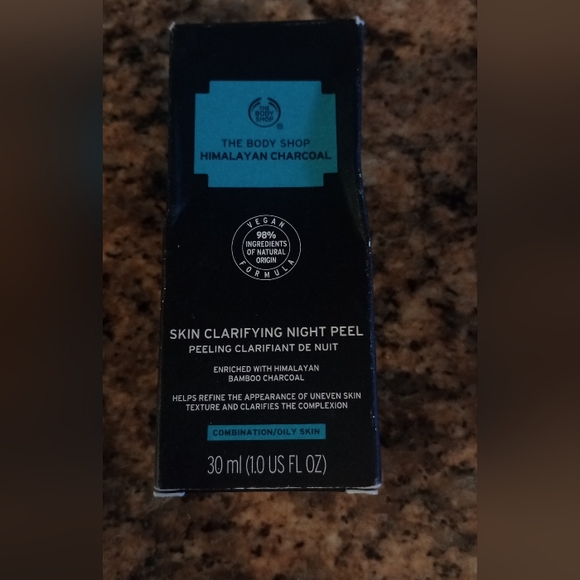 THE
BODY
SHOP
®
THE BODY SHOP
HIMALAYAN CHARCOAL
VEGAN
98%
INGREDIENTS
OF NATURAL
ORIGIN
FORMULA
SKIN CLARIFYING NIGHT PEEL
PEELING CLARIFIANT DE NUIT
ENRICHED WITH HIMALAYAN
BAMBOO CHARCOAL
HELPS REFINE THE APPEARANCE OF UNEVEN SKIN
TEXTURE AND CLARIFIES THE COMPLEXION
COMBINATION/OILY SKIN
30 ml (1.0 US FL OZ)